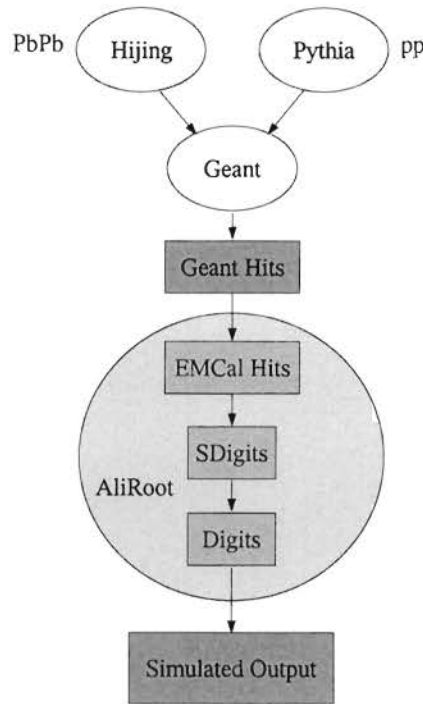 PbPb
Hijing
Pythia
pp
Geant
Geant Hits
EMCal Hits
SDigits
AliRoot
Digits
Simulated Output